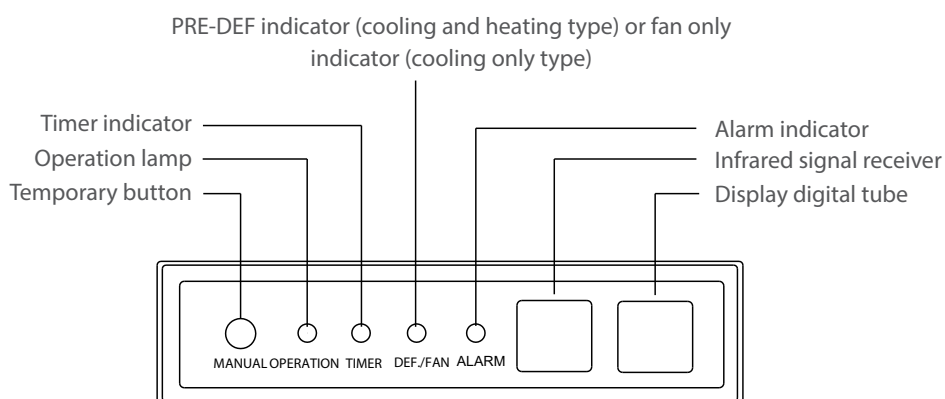 PRE-DEF indicator (cooling and heating type) or fan only
indicator (cooling only type)
Timer indicator
Operation lamp
Temporary button
Alarm indicator
Infrared signal receiver
Display digital tube
MANUAL OPERATION TIMER DEF./FAN ALARM